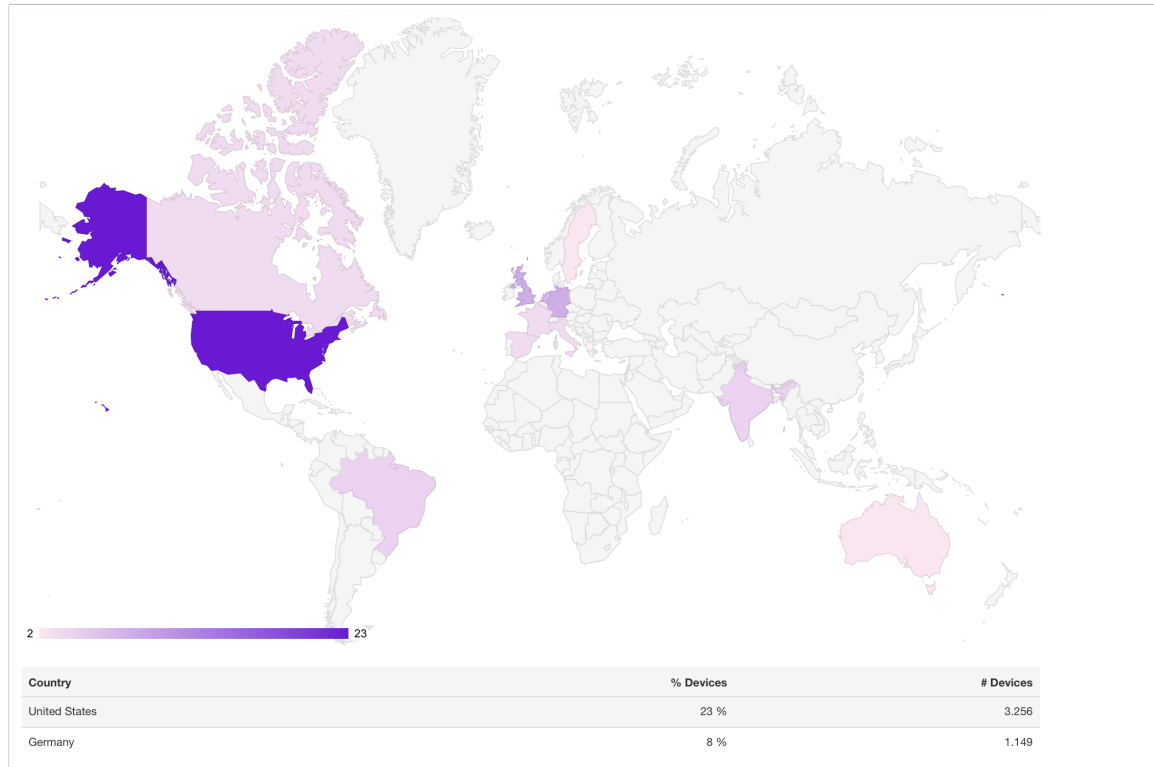 2 23
Country % Devices # Devices
United States 23 % 3.256
Germany 8 % 1.149